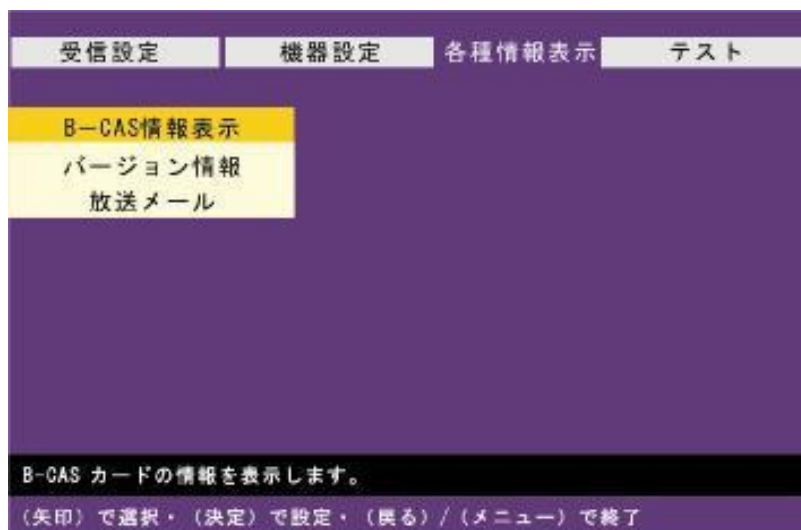 受信設定 機器設定 各種情報表示 テスト
B-CAS情報表示
バージョン情報
放送メール
B-CAS カードの情報を表示します。
(矢印) で選択・ (決定) で設定・ (戻る) / (メニュー) で終了